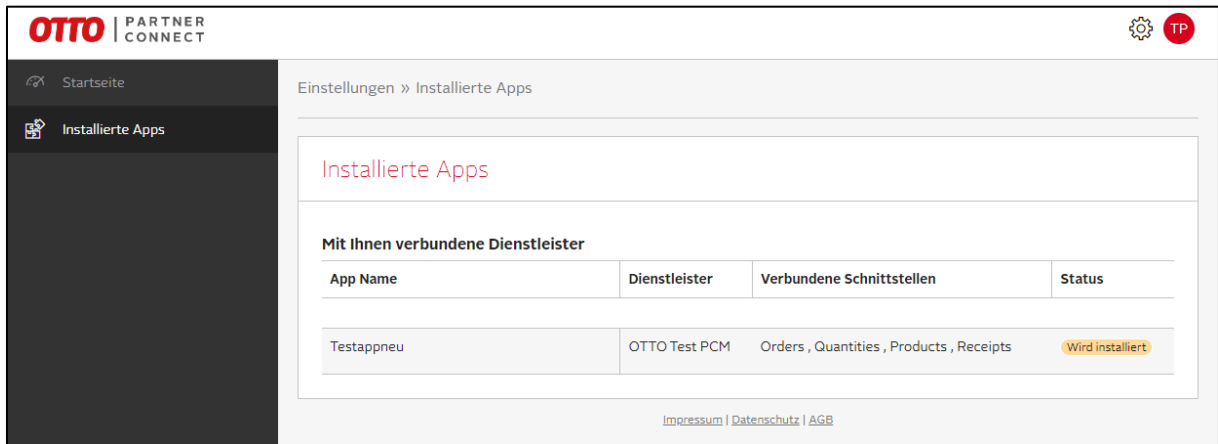 OTTO | PARTNER CONNECT
TP
Startseite
Installierte Apps
Einstellungen » Installierte Apps
Installierte Apps
Mit Ihnen verbundene Dienstleister
App Name Dienstleister Verbundene Schnittstellen Status
Testappneu OTTO Test PCM Orders , Quantities , Products , Receipts Wird installiert
Impressum | Datenschutz | AGB